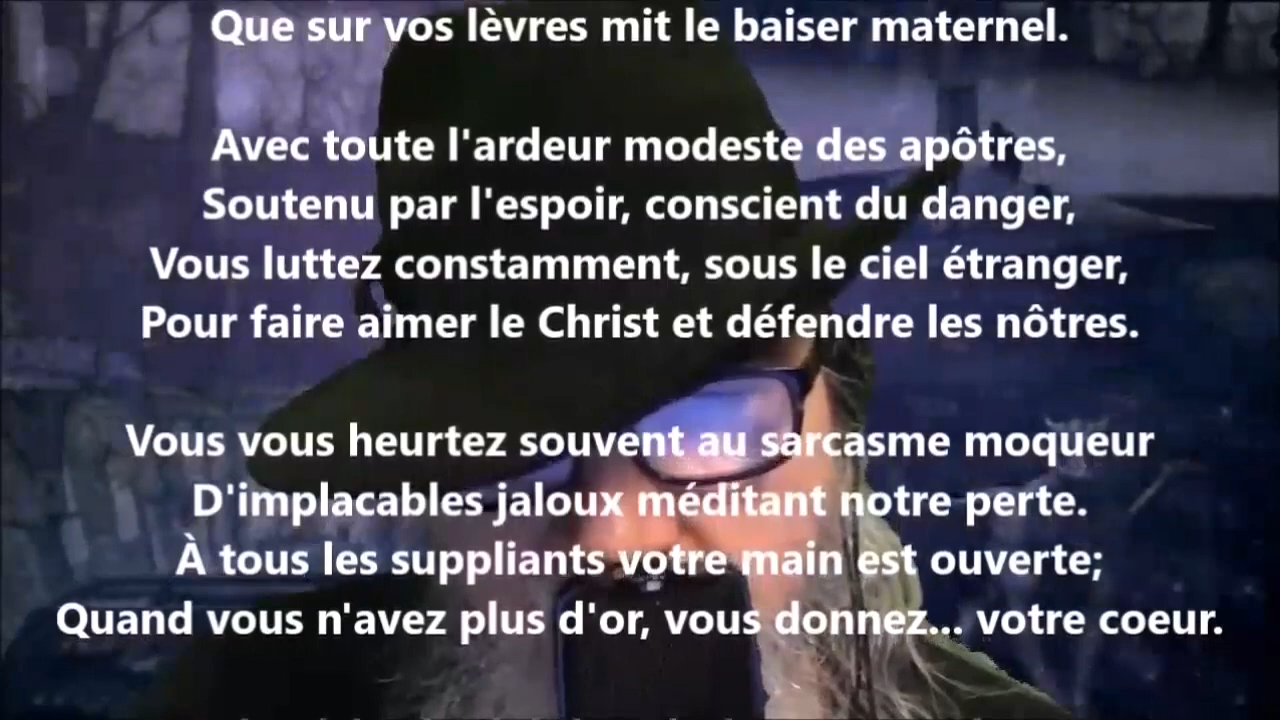 Que sur vos lèvres mit le baiser maternel.
Avec toute l'ardeur modeste des apôtres,
Soutenu par l'espoir, conscient du danger,
Vous luttez constamment, sous le ciel étranger,
Pour faire aimer le Christ et défendre les nôtres.
Vous vous heurtez souvent au sarcasme moqueur
D'implacables jaloux méditant notre perte.
À tous les suppliants votre main est ouverte;
Quand vous n'avez plus d'or, vous donnez... votre coeur.